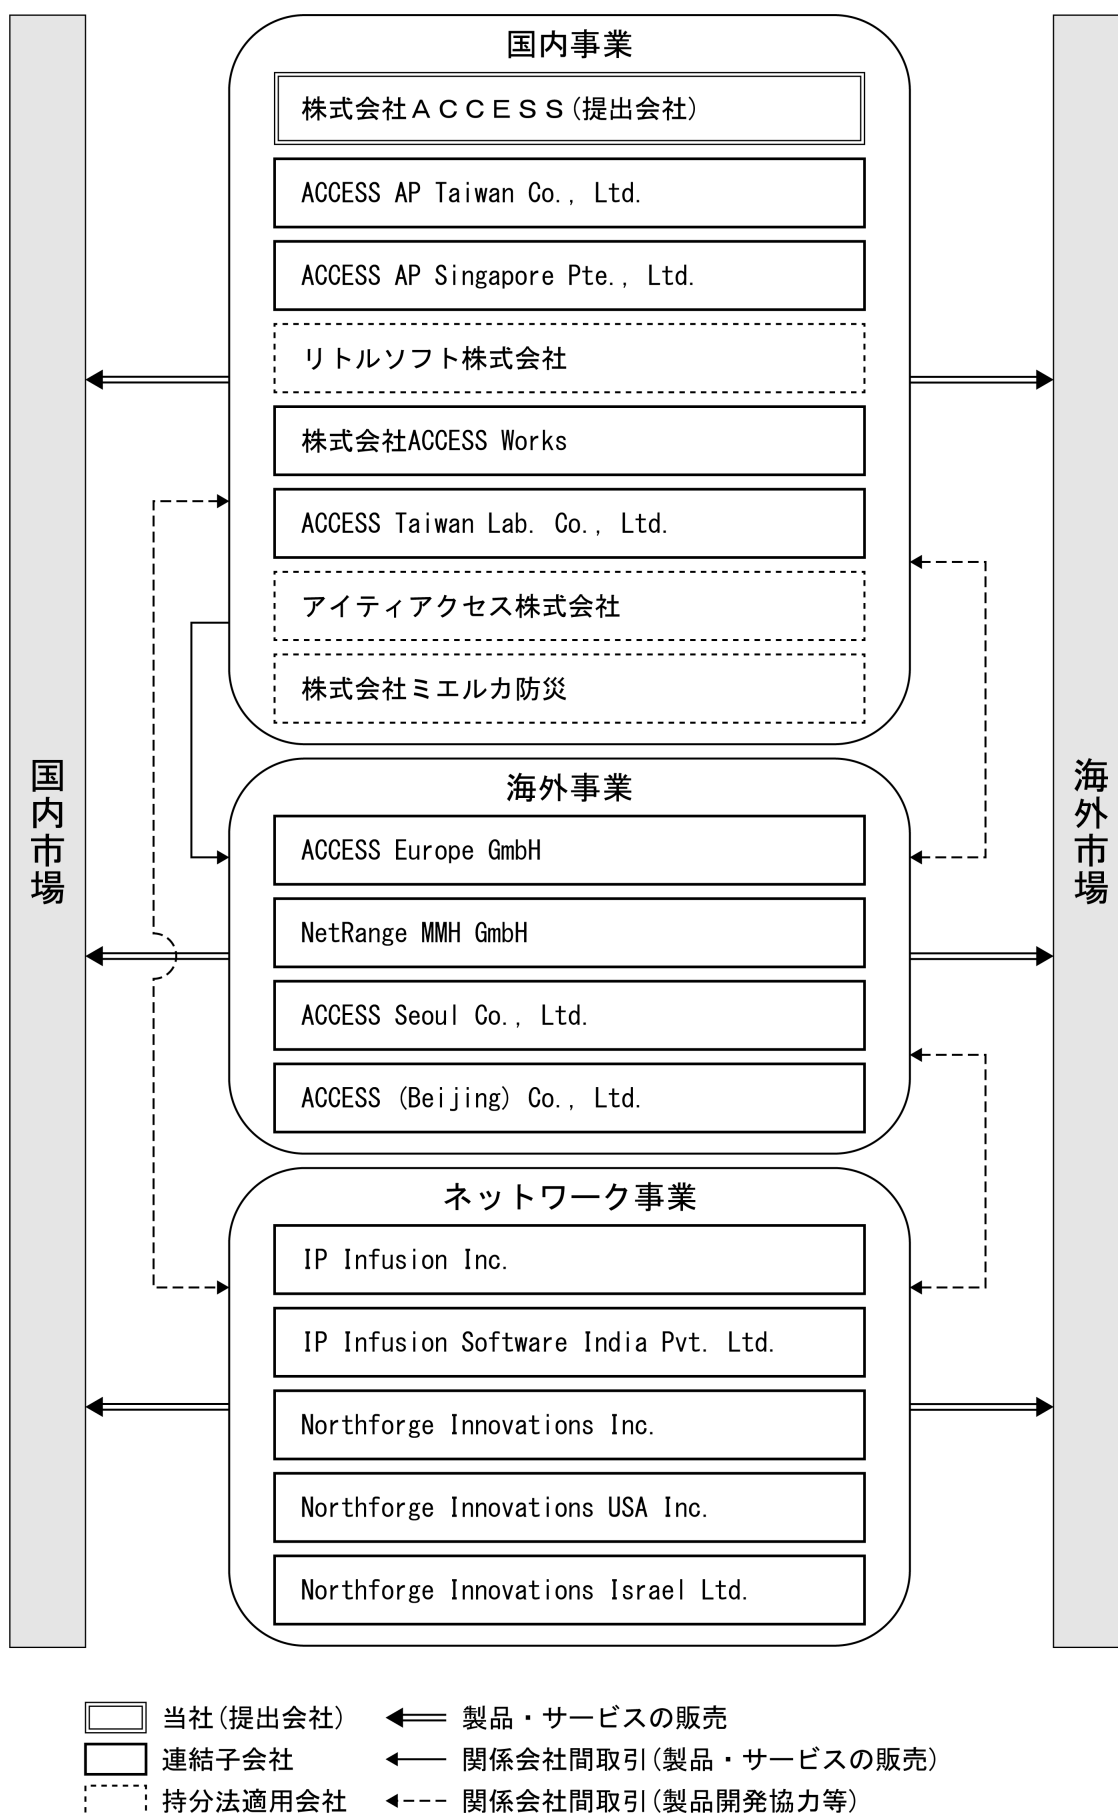 国内市場
国内事業
株式会社ＡＣＣＥＳＳ(提出会社)
ACCESS AP Taiwan Co., Ltd.
ACCESS AP Singapore Pte., Ltd.
リトルソフト株式会社
株式会社ACCESS Works
ACCESS Taiwan Lab. Co., Ltd.
アイティアクセス株式会社
株式会社ミエルカ防災
海外事業
ACCESS Europe GmbH
NetRange MMH GmbH
ACCESS Seoul Co., Ltd.
ACCESS (Beijing) Co., Ltd.
ネットワーク事業
IP Infusion Inc.
IP Infusion Software India Pvt. Ltd.
Northforge Innovations Inc.
Northforge Innovations USA Inc.
Northforge Innovations Israel Ltd.
海外市場
当社(提出会社)
製品・サービスの販売
連結子会社
関係会社間取引(製品・サービスの販売)
持分法適用会社
関係会社間取引(製品開発協力等)